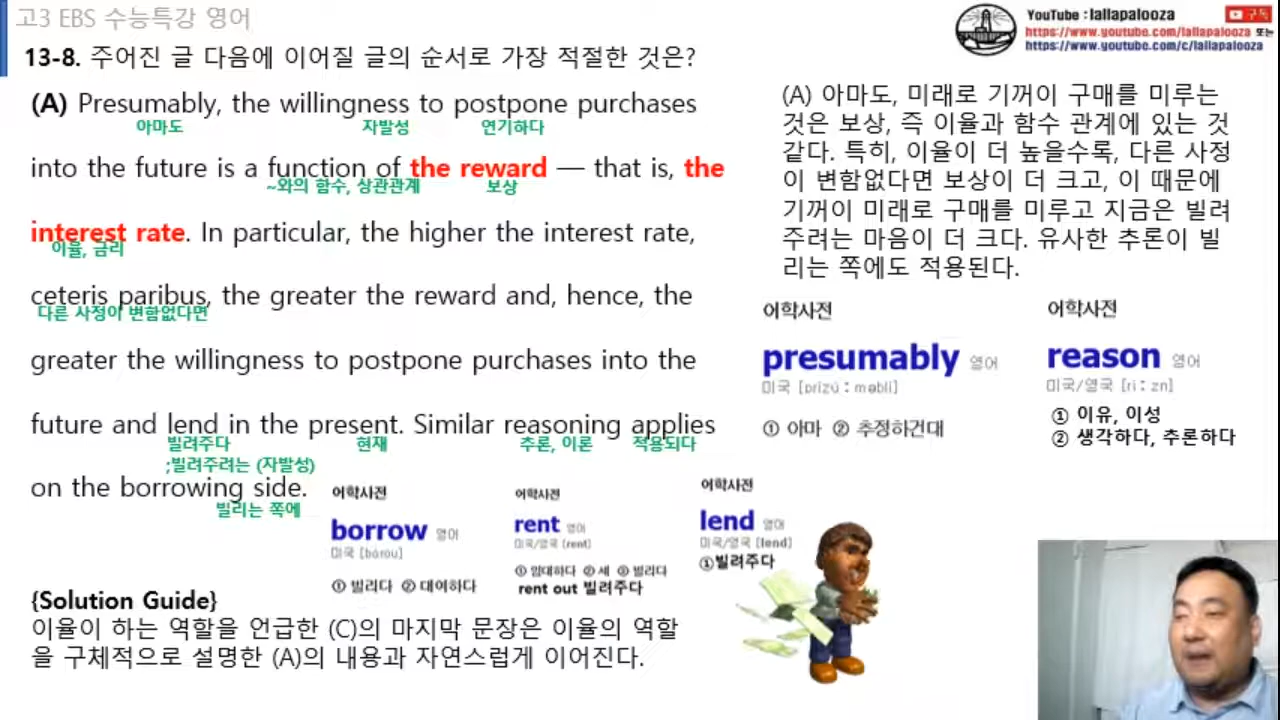 고3 EBS 수능특강 영어
YouTube : lallapalooza
구독
https://www.youtube.com/lallapalooza 또는
https://www.youtube.com/c/lallapalooza
13-8. 주어진 글 다음에 이어질 글의 순서로 가장 적절한 것은?
(A) Presumably, the willingness to postpone purchases
아마도 자발성 연기하다
into the future is a function of the reward — that is, the
~와의 함수, 상관관계 보상
interest rate. In particular, the higher the interest rate,
이율, 금리
ceteris paribus, the greater the reward and, hence, the
다른 사정이 변함없다면
greater the willingness to postpone purchases into the
future and lend in the present. Similar reasoning applies
빌려주다 현재 추론, 이론 적용되다
;빌려주려는 (자발성)
on the borrowing side.
빌리는 쪽에
(A) 아마도, 미래로 기꺼이 구매를 미루는
것은 보상, 즉 이율과 함수 관계에 있는 것
같다. 특히, 이율이 더 높을수록, 다른 사정
이 변함없다면 보상이 더 크고, 이 때문에
기꺼이 미래로 구매를 미루고 지금은 빌려
주려는 마음이 더 크다. 유사한 추론이 빌
리는 쪽에도 적용된다.
어학사전
presumably 영어
미국 [prizúːməbli]
① 아마 ② 추정하건대
어학사전
reason 영어
미국/영국 [riːzn]
① 이유, 이성
② 생각하다, 추론하다
어학사전
borrow 영어
미국 [bɑ́rou]
① 빌리다 ② 대여하다
어학사전
rent 영어
미국/영국 [rent]
① 임대하다 ② 세 ③ 빌리다
rent out 빌려주다
어학사전
lend 영어
미국/영국 [lend]
①빌려주다
{Solution Guide}
이율이 하는 역할을 언급한 (C)의 마지막 문장은 이율의 역할
을 구체적으로 설명한 (A)의 내용과 자연스럽게 이어진다.